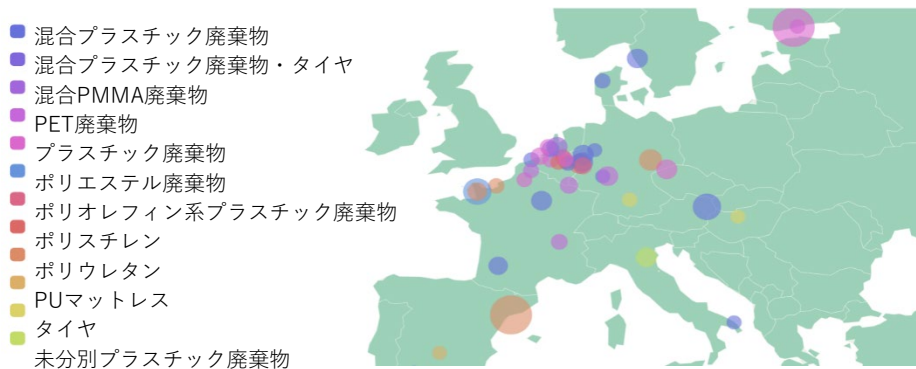 混合プラスチック廃棄物
混合プラスチック廃棄物・タイヤ
混合PMMA廃棄物
PET廃棄物
プラスチック廃棄物
ポリエステル廃棄物
ポリオレフィン系プラスチック廃棄物
ポリスチレン
ポリウレタン
PUマットレス
タイヤ
未分別プラスチック廃棄物